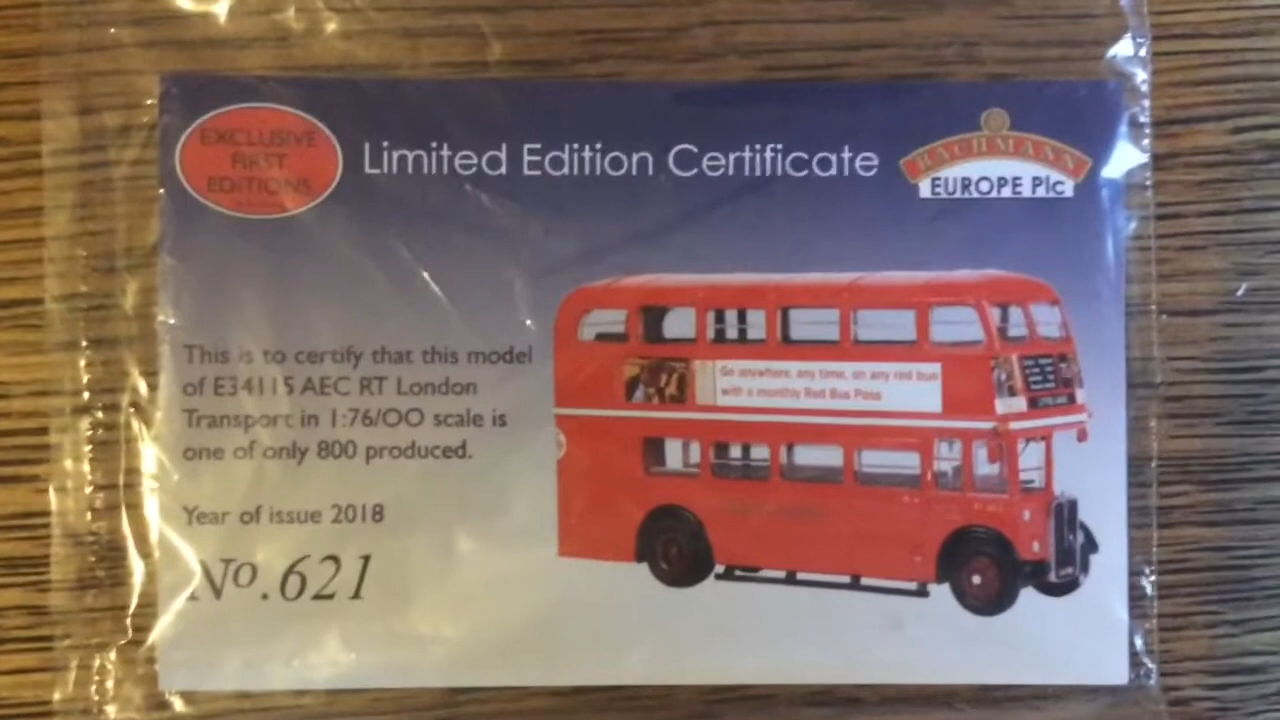 EXCLUSIVE
FIRST
EDITIONS
Limited Edition Certificate
BACHMANN
EUROPE Plc
This is to certify that this model
of E34115 AEC RT London
Transport in 1:76/OO scale is
one of only 800 produced.
Year of issue 2018
No.621
Go anywhere, any time, on any red bus
with a monthly Red Bus Pass